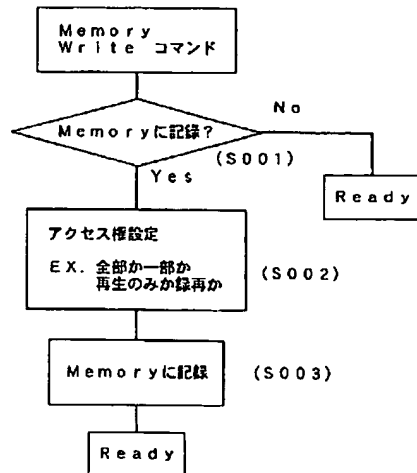 Memory
Write コマンド
No
Memoryに記録？
(S001)
Yes
Ready
アクセス権設定
EX. 全部か一部か
再生のみか録再か
(S002)
Memoryに記録
(S003)
Ready